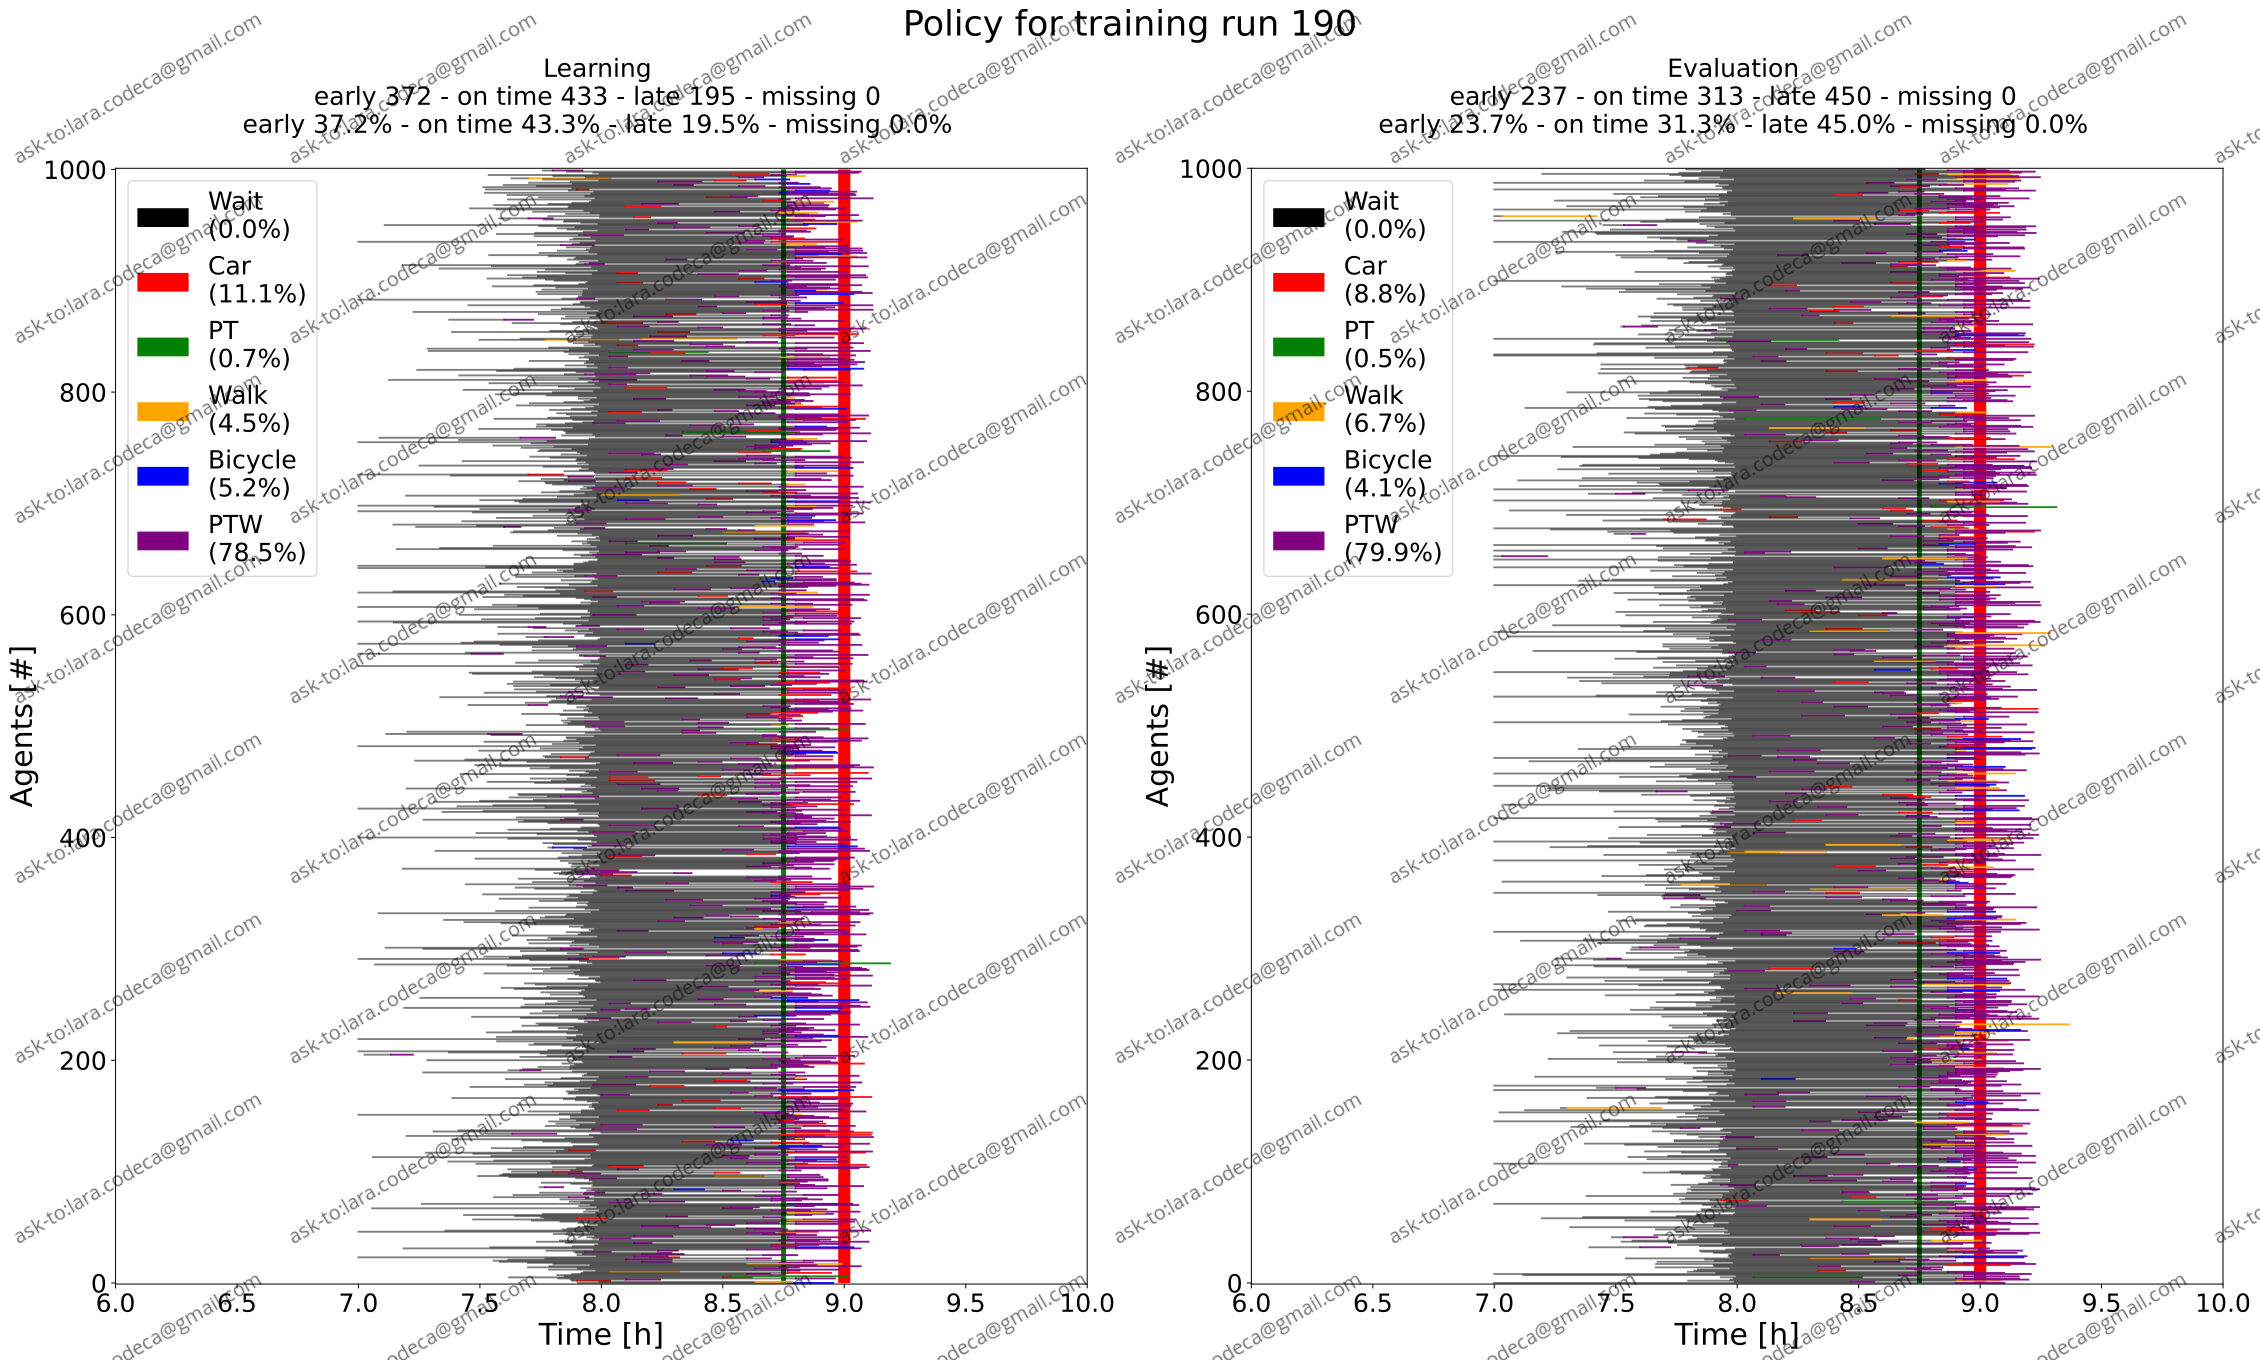 Policy for training run 190
Learning
early 372 - on time 433 - late 195 - missing 0
early 37.2% - on time 43.3% - late 19.5% - missing 0.0%
1000
800
600
400
200
0
Agents [#]
Wait
(0.0%)
Car
(11.1%)
PT
(0.7%)
Walk
(4.5%)
Bicycle
(5.2%)
PTW
(78.5%)
6.0 6.5 7.0 7.5 8.0 8.5 9.0 9.5 10.0
Time [h]
Evaluation
early 237 - on time 313 - late 450 - missing 0
early 23.7% - on time 31.3% - late 45.0% - missing 0.0%
1000
800
600
400
200
0
Agents [#]
Wait
(0.0%)
Car
(8.8%)
PT
(0.5%)
Walk
(6.7%)
Bicycle
(4.1%)
PTW
(79.9%)
6.0 6.5 7.0 7.5 8.0 8.5 9.0 9.5 10.0
Time [h]
ask-to:lara.codeca@gmail.com